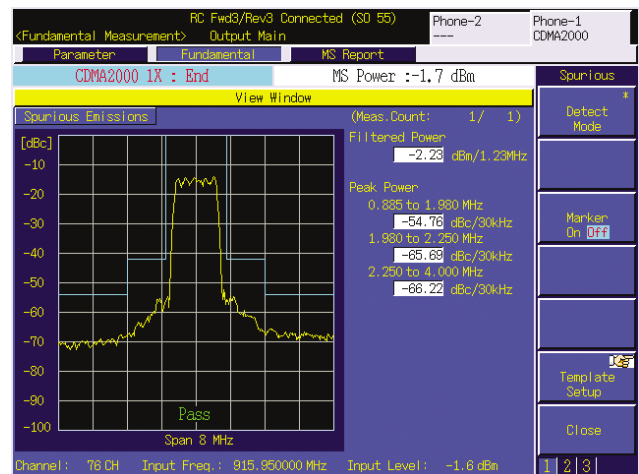 RC Fwd3/Rev3 Connected (SO 55)
<Fundamental Measurement> Output Main
Phone-2
---
Phone-1
CDMA2000
Parameter Fundamental MS Report
CDMA2000 1X : End
MS Power :-1.7 dBm
View Window
Spurious Emissions
(Meas.Count: 1/ 1)
[dBc]
-10
-20
-30
-40
-50
-60
-70
-80
-90
-100
Pass
Span 8 MHz
Filtered Power
-2.23 dBm/1.23MHz
Peak Power
0.885 to 1.980 MHz
-54.76 dBc/30kHz
1.980 to 2.250 MHz
-65.69 dBc/30kHz
2.250 to 4.000 MHz
-66.22 dBc/30kHz
Channel: 76 CH Input Freq.: 915.950000 MHz Input Level: -1.6 dBm
Spurious
*
Detect
Mode
Marker
On Off
Template
Setup
Close
1 2 3